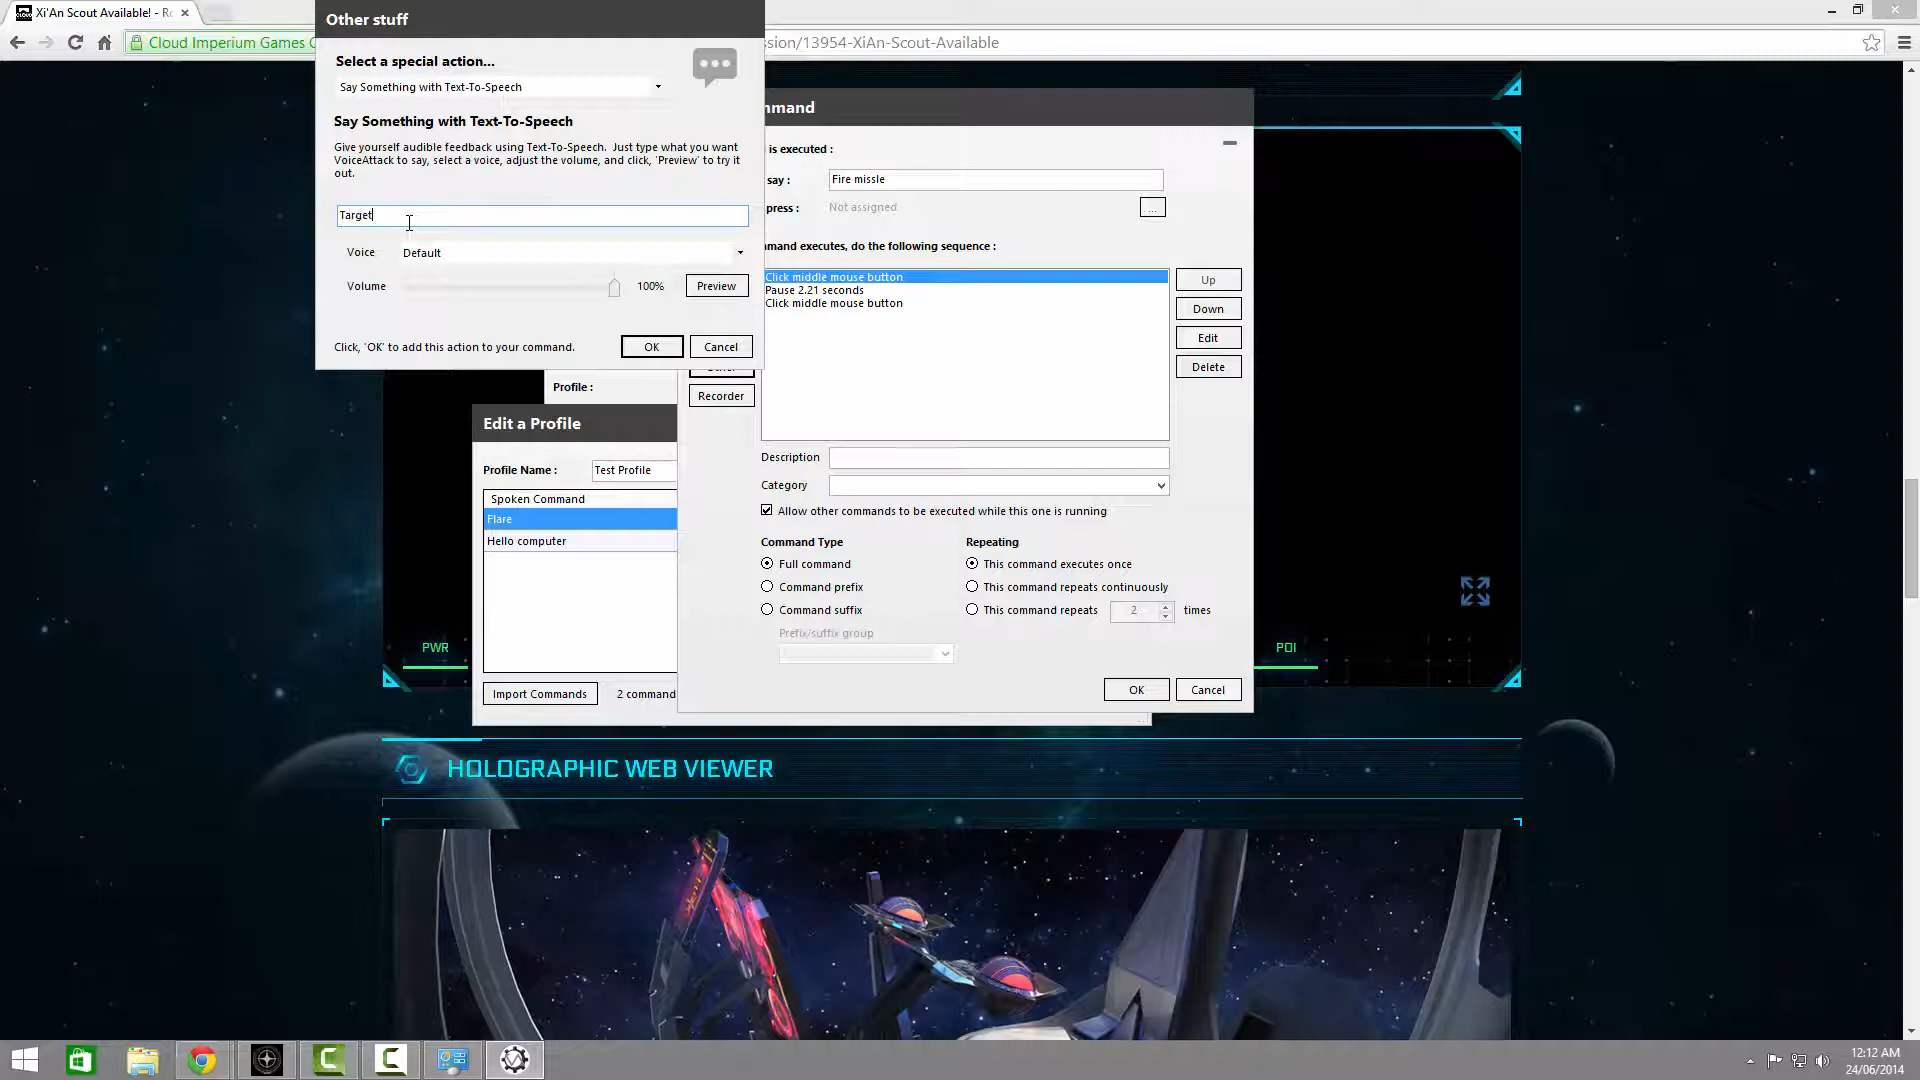 Xi'An Scout Available! - Ro
Cloud Imperium Games C
ssion/13954-XiAn-Scout-Available
Other stuff
Select a special action...
Say Something with Text-To-Speech
Say Something with Text-To-Speech
Give yourself audible feedback using Text-To-Speech. Just type what you want
VoiceAttack to say, select a voice, adjust the volume, and click, 'Preview' to try it
out.
Target
Voice Default
Volume 100% Preview
Click, 'OK' to add this action to your command. OK Cancel
mmand
is executed :
say : Fire missle
press : Not assigned ...
mmand executes, do the following sequence :
Click middle mouse button
Pause 2.21 seconds
Click middle mouse button
Up
Down
Edit
Delete
Recorder
Description
Category
Allow other commands to be executed while this one is running
Command Type
Full command
Command prefix
Command suffix
Prefix/suffix group
Repeating
This command executes once
This command repeats continuously
This command repeats 2 times
OK Cancel
Profile :
Edit a Profile
Profile Name : Test Profile
Spoken Command
Flare
Hello computer
Import Commands 2 command
PWR
POI
HOLOGRAPHIC WEB VIEWER
12:12 AM
24/06/2014